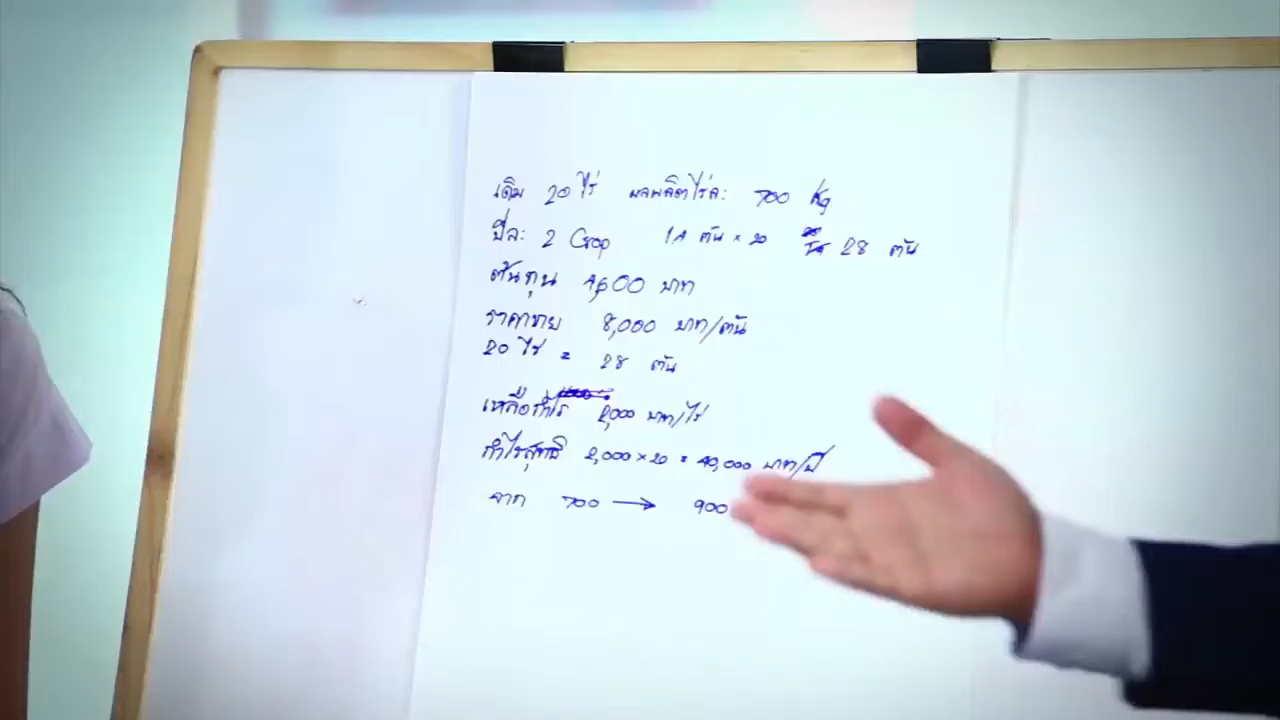 เดิม 20 ไร่ ผลผลิตไร่ละ 700 Kg
ปีละ 2 Crop 1.4 ตัน × 20 28 ตัน
ต้นทุน 4,600 บาท
ราคาขาย 8,000 บาท/ตัน
20 ไร่ = 28 ตัน
เหลือกำไร 2,000 บาท/ไร่
กำไรสุทธิ 2,000 × 20 = 40,000 บาท/ปี
จาก 700 → 900